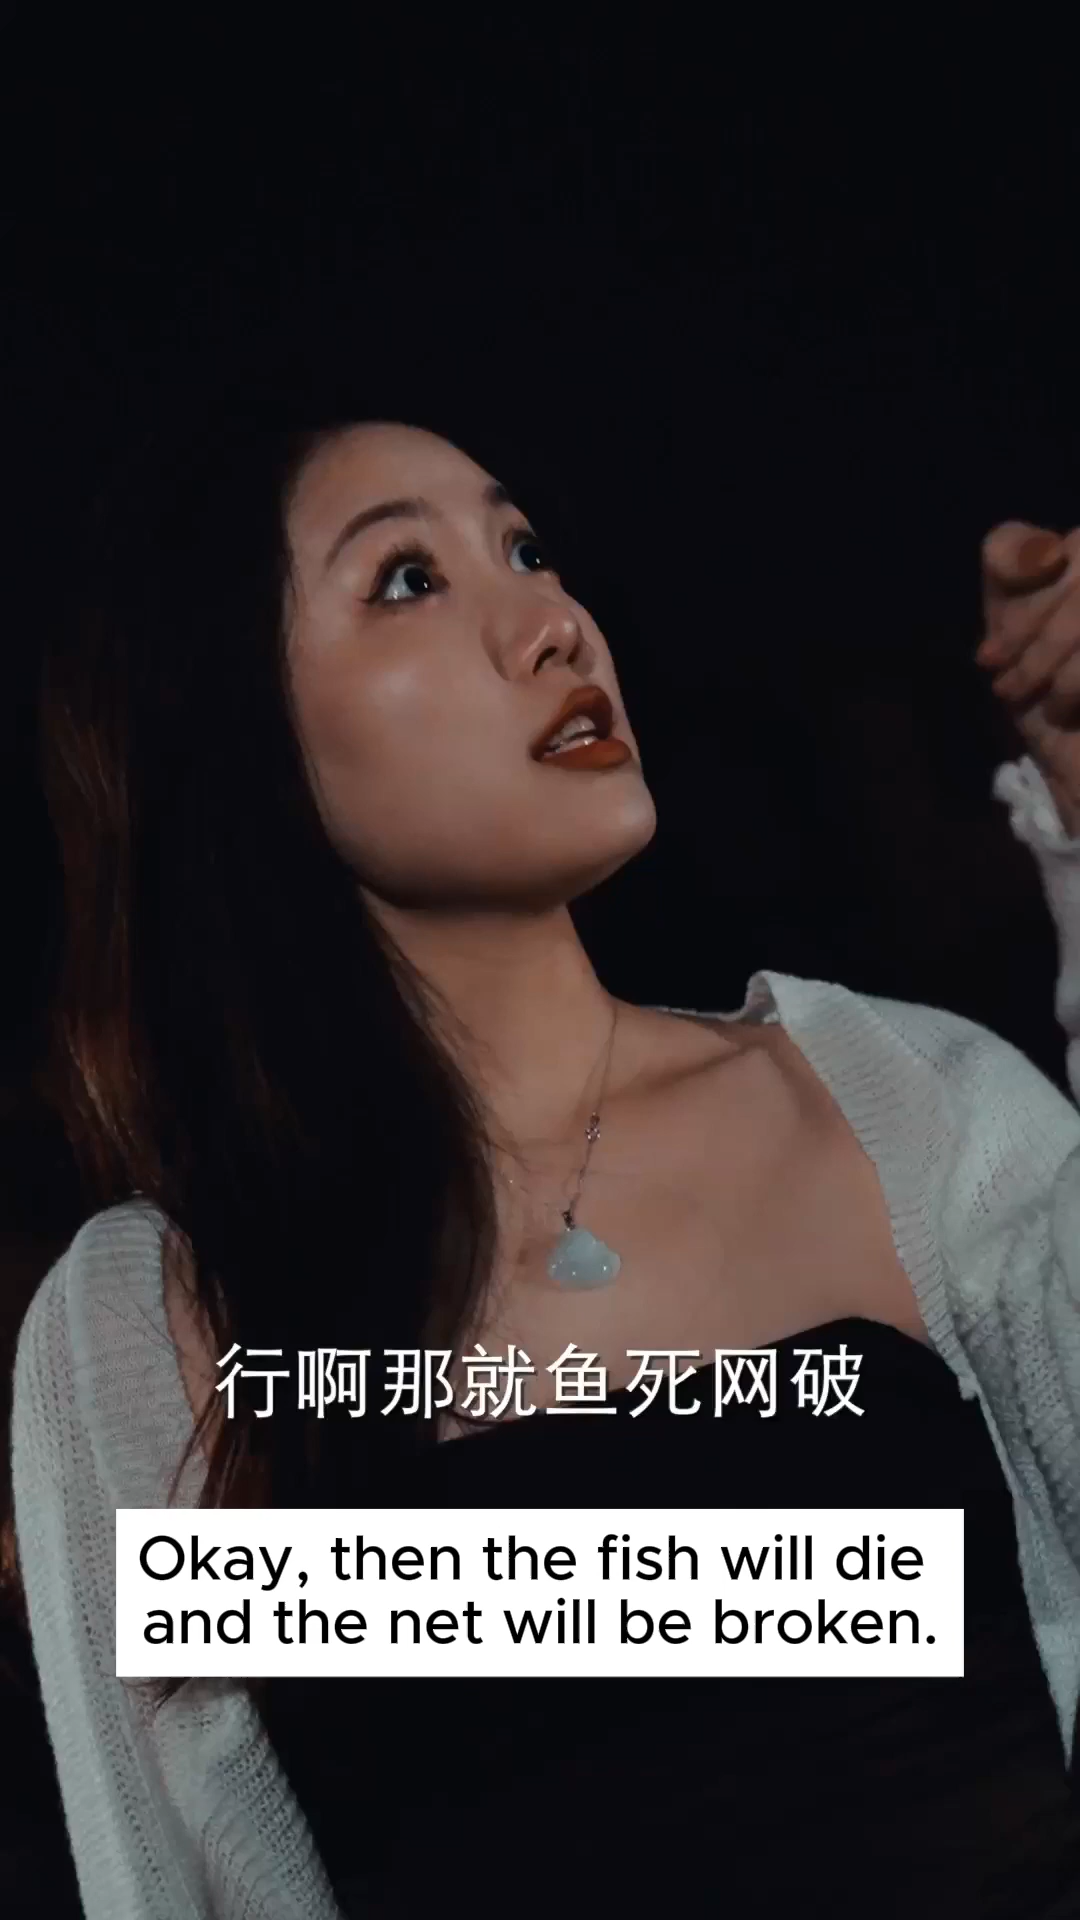 行啊那就鱼死网破
Okay, then the fish will die
and the net will be broken.